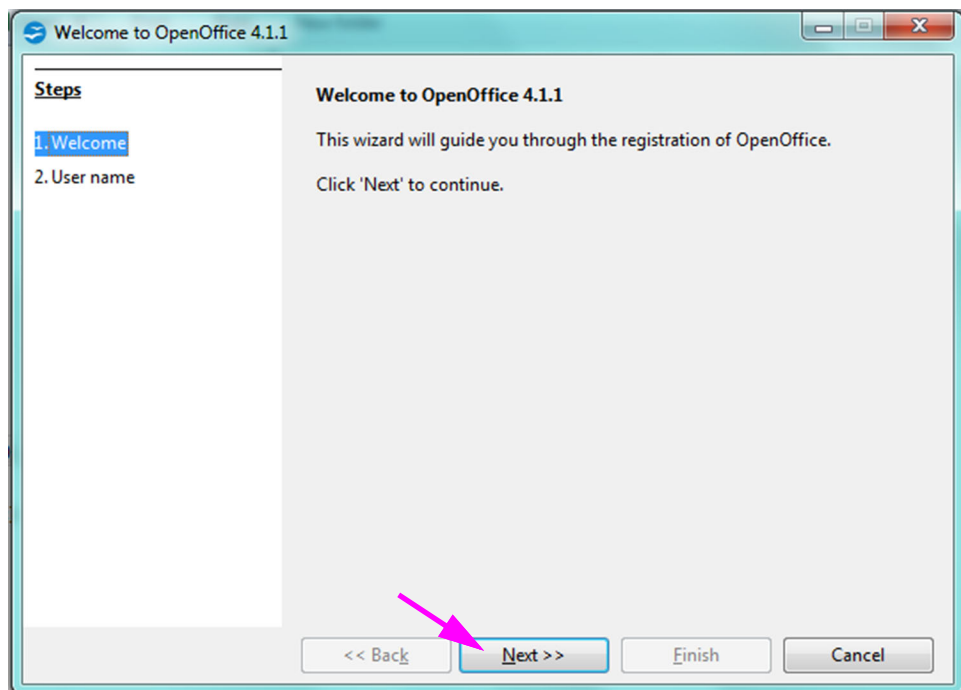 Welcome to OpenOffice 4.1.1
Steps
1. Welcome
2. User name
Welcome to OpenOffice 4.1.1
This wizard will guide you through the registration of OpenOffice.
Click 'Next' to continue.
<< Back
Next >>
Finish
Cancel